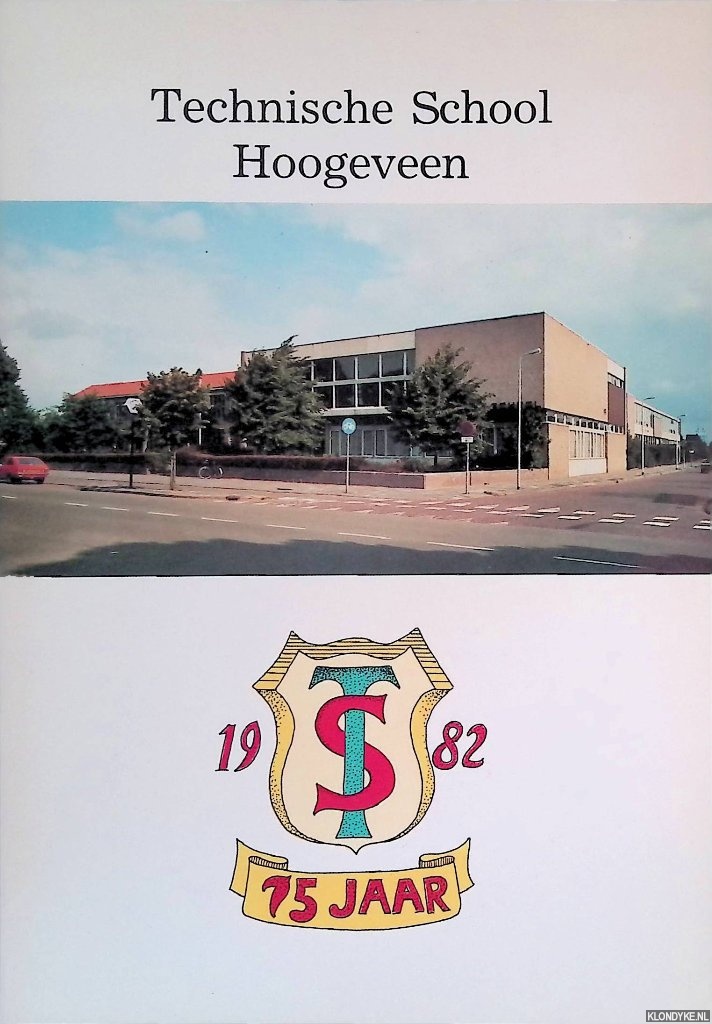 Technische School
Hoogeveen
TS
19 82
75 JAAR
KLONDYKE.NL